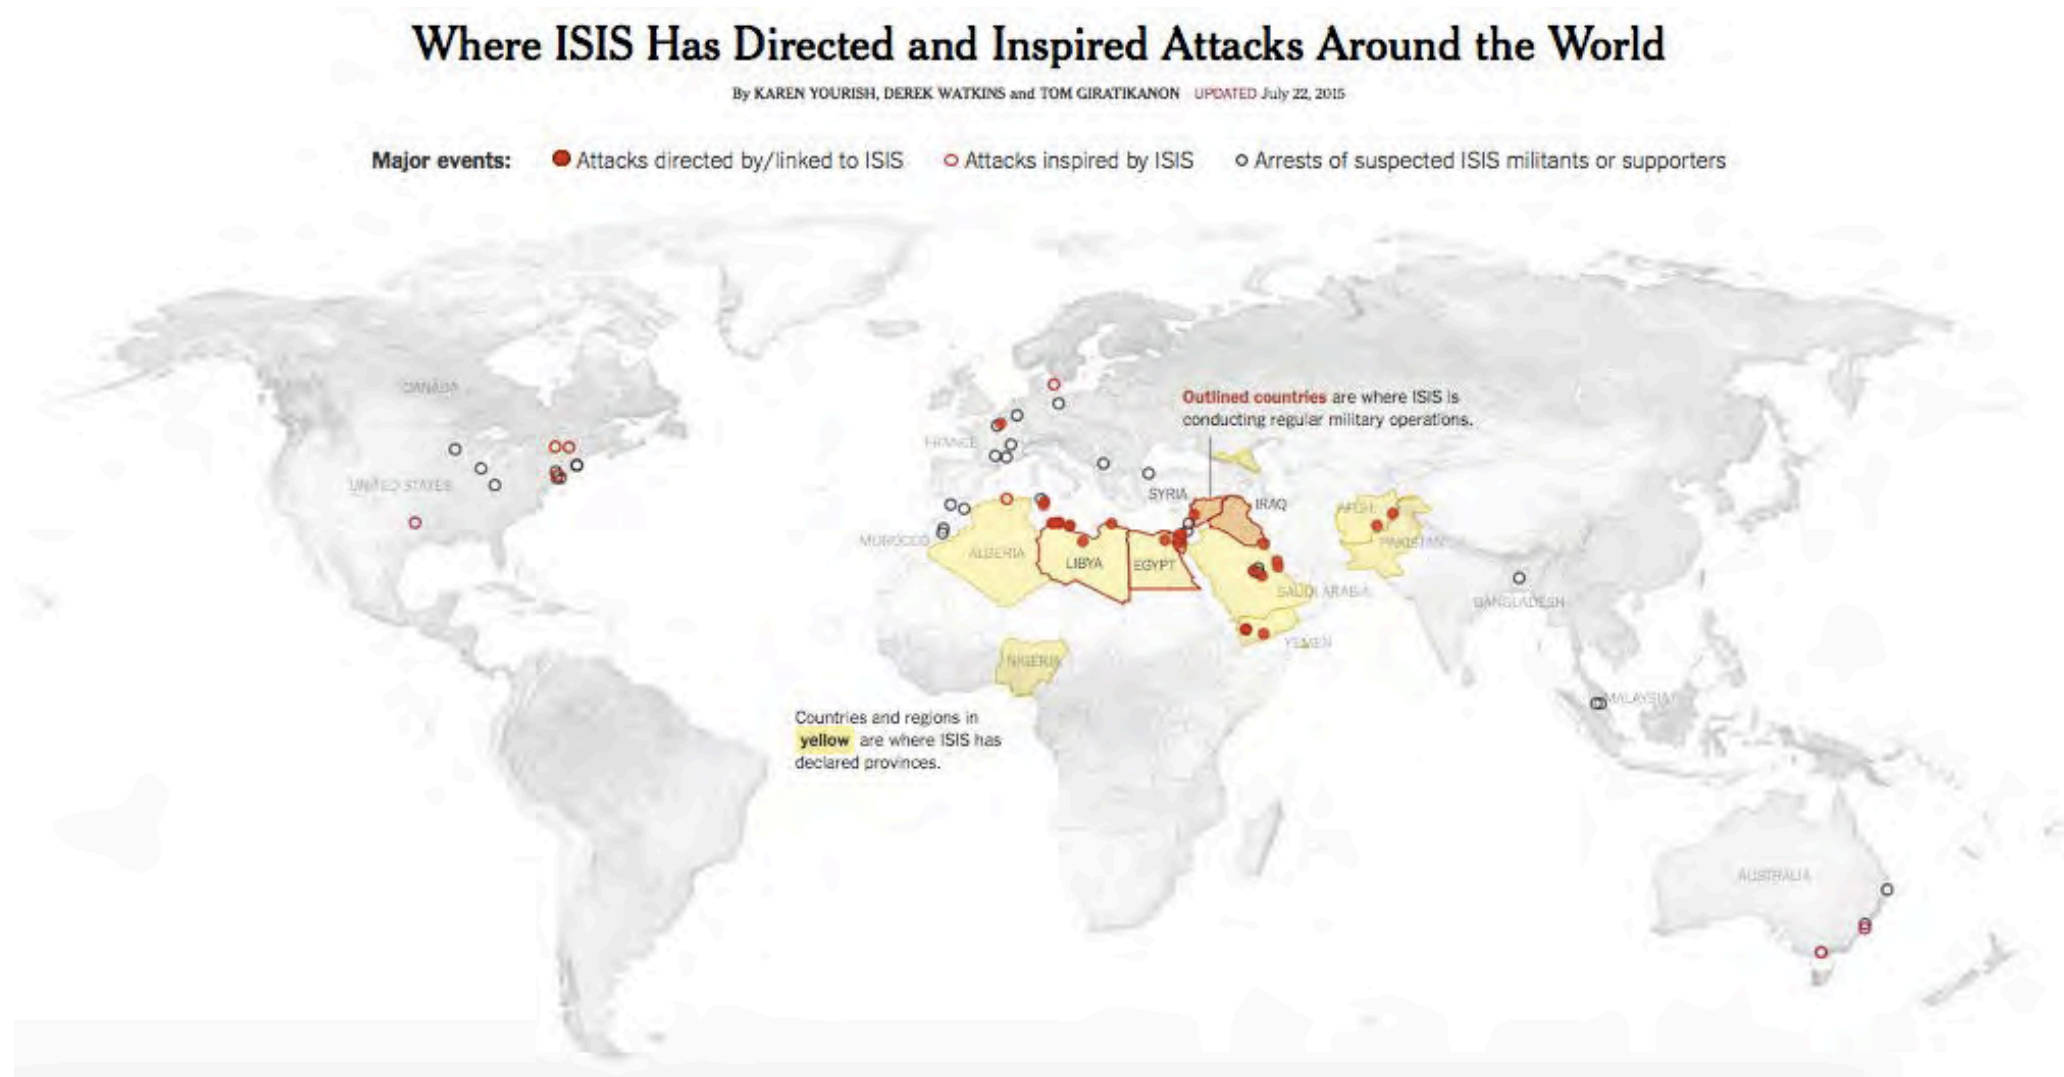 Where ISIS Has Directed and Inspired Attacks Around the World
By KAREN YOURISH, DEREK WATKINS and TOM GIRATIKANON UPDATED July 22, 2015
Major events: Attacks directed by/linked to ISIS Attacks inspired by ISIS Arrests of suspected ISIS militants or supporters
CANADA
Outlined countries are where ISIS is
conducting regular military operations.
FRANCE
UNITED STATES
SYRIA
IRAQ
AFGH.
MOROCCO
PAKISTAN
ALGERIA
LIBYA
EGYPT
SAUDI ARABIA
BANGLADESH
YEMEN
NIGERIA
MALAYSIA
Countries and regions in
yellow are where ISIS has
declared provinces.
AUSTRALIA